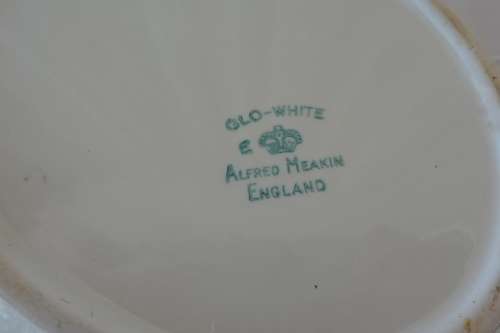 GLO-WHITE
E
ALFRED MEAKIN
ENGLAND